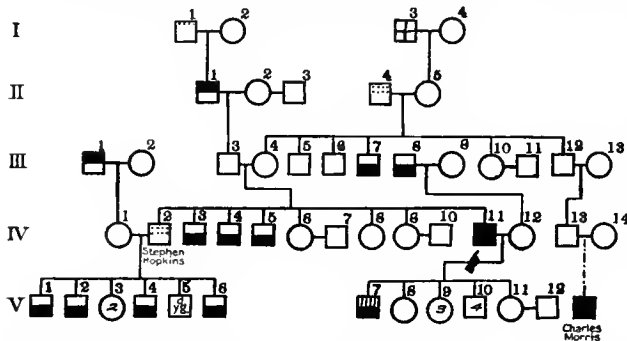 1 2 3 4
I
1 2 3 4 5
II
1 2 3 4 5 6 7 8 9 10 11 12 13
III
1 2 3 4 5 6 7 8 9 10 11 12 13 14
IV
Stephen
Hopkins
1 2 3 4 5 6 7 8 9 10 11 12
V
2 d 3 4
yg
Charles
Morris